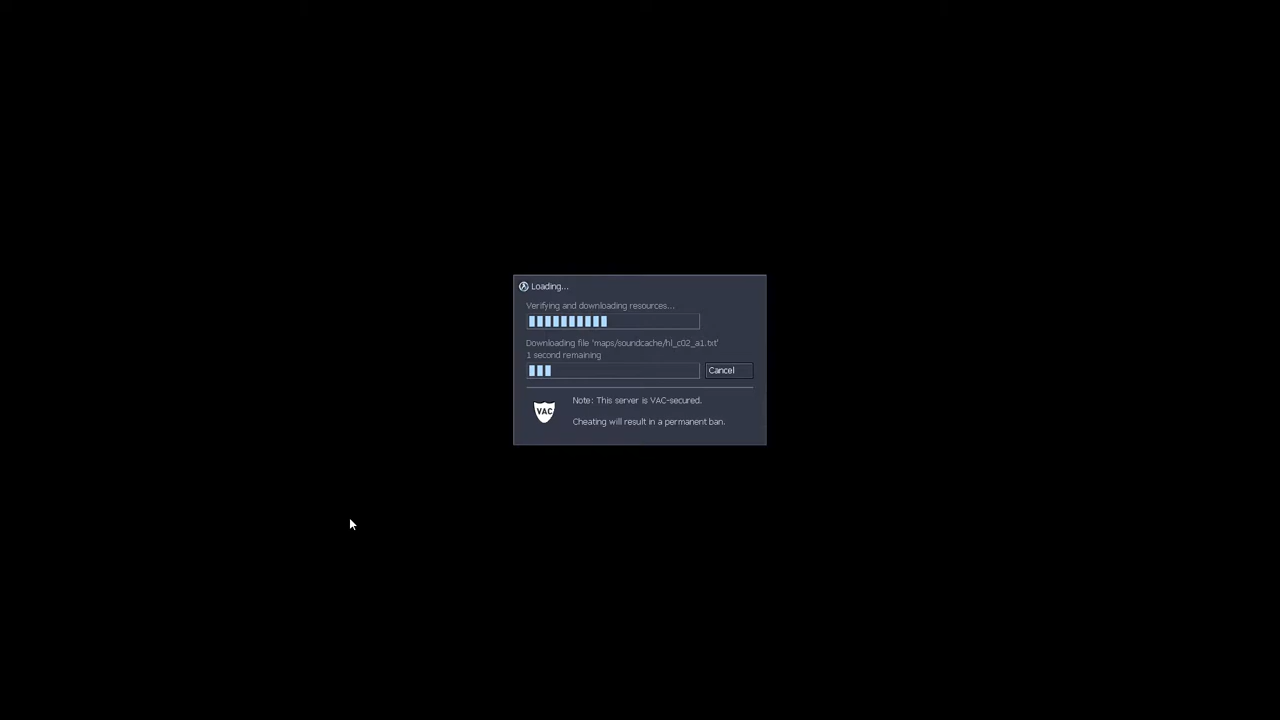 Loading...
Verifying and downloading resources...
Downloading file 'maps/soundcache/hl_c02_a1.txt'
1 second remaining
Cancel
Note: This server is VAC-secured.
VAC
Cheating will result in a permanent ban.